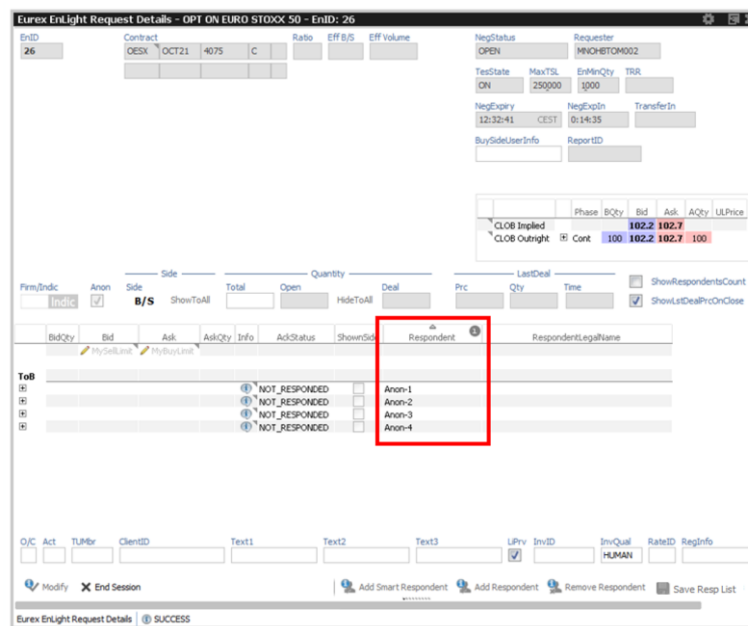 Eurex EnLight Request Details - OPT ON EURO STOXX 50 - EnID: 26
EnID Contract Ratio Eff B/S Eff Volume NegStatus Requester
26 OESX OCT21 4075 C OPEN MNOHBTOM002
TesState MaxTSL EnMinQty TRR
ON 250000 1000
NegExpiry NegExpIn TransferIn
12:32:41 CEST 0:14:35
BuySideUserInfo ReportID
Phase BQty Bid Ask AQty ULPrice
CLOB Implied 102.2 102.7
CLOB Outright Cont 100 102.2 102.7 100
Side Quantity LastDeal
Firm/Indic Anon Side Total Open Deal Prc Qty Time ShowRespondentsCount
Indic B/S ShowToAll HideToAll ShowLstDealPrcOnClose
BidQty Bid Ask AskQty Info AckStatus ShownSide Respondent 1 RespondentLegalName
MySellLimit MyBuyLimit
ToB
NOT_RESPONDED Anon-1
NOT_RESPONDED Anon-2
NOT_RESPONDED Anon-3
NOT_RESPONDED Anon-4
O/C Act TUMbr ClientID Text1 Text2 Text3 LiPrv InvID InvQual RateID RegInfo
HUMAN
Modify End Session Add Smart Respondent Add Respondent Remove Respondent Save Resp List
Eurex EnLight Request Details SUCCESS